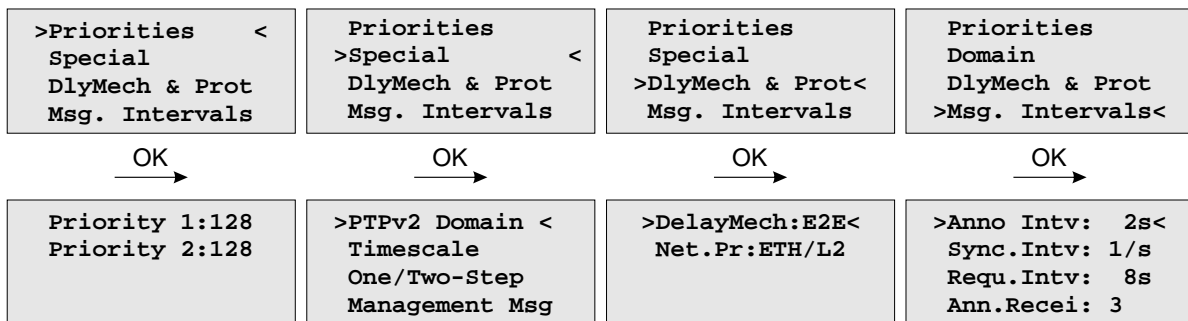 >Priorities <
Special
DlyMech & Prot
Msg. Intervals
Priorities
>Special <
DlyMech & Prot
Msg. Intervals
Priorities
Special
>DlyMech & Prot<
Msg. Intervals
Priorities
Domain
DlyMech & Prot
>Msg. Intervals<
OK
OK
OK
OK
Priority 1:128
Priority 2:128
>PTPv2 Domain <
Timescale
One/Two-Step
Management Msg
>DelayMech:E2E<
Net.Pr:ETH/L2
>Anno Intv: 2s<
Sync.Intv: 1/s
Requ.Intv: 8s
Ann.Recei: 3